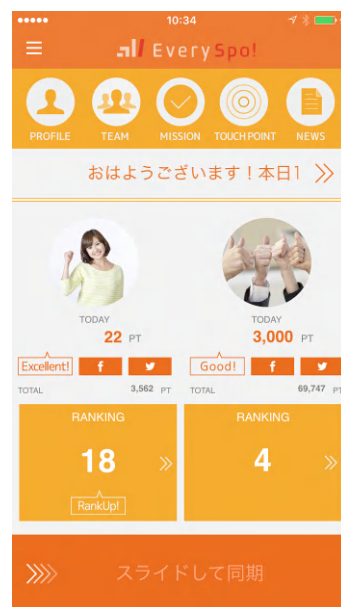 10:34
EverySpo!
PROFILE TEAM MISSION TOUCH POINT NEWS
おはようございます！本日1
TODAY TODAY
22 PT 3,000 PT
Excellent! f Good! f
TOTAL 3,562 PT TOTAL 69,747 PT
RANKING RANKING
18 4
RankUp!
スライドして同期